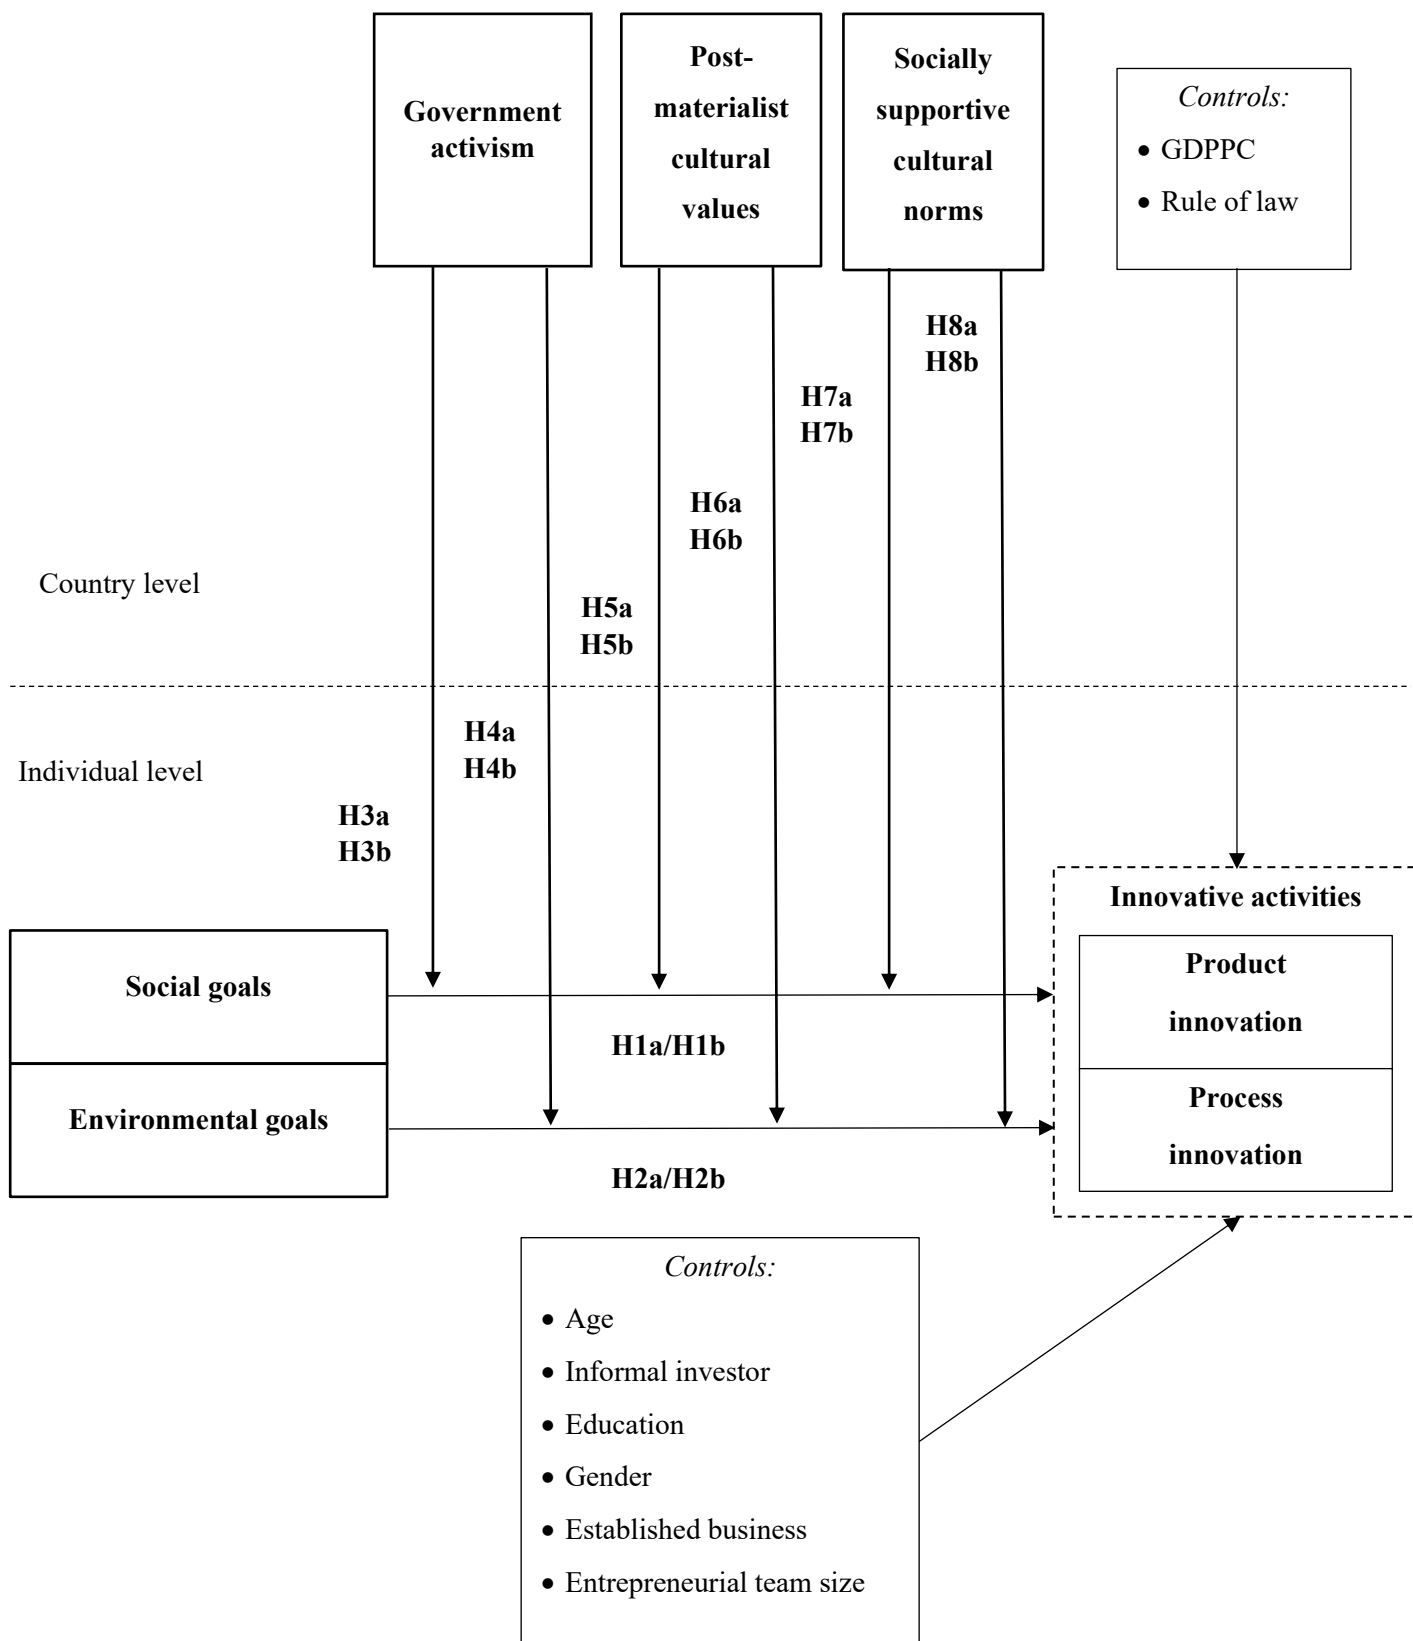 Government
activism
Post-
materialist
cultural
values
Socially
supportive
cultural
norms
Controls:
• GDPPC
• Rule of law
H8a
H8b
H7a
H7b
H6a
H6b
Country level
H5a
H5b
H4a
H4b
Individual level
H3a
H3b
Innovative activities
Social goals
Product
innovation
H1a/H1b
Environmental goals
Process
innovation
H2a/H2b
Controls:
• Age
• Informal investor
• Education
• Gender
• Established business
• Entrepreneurial team size